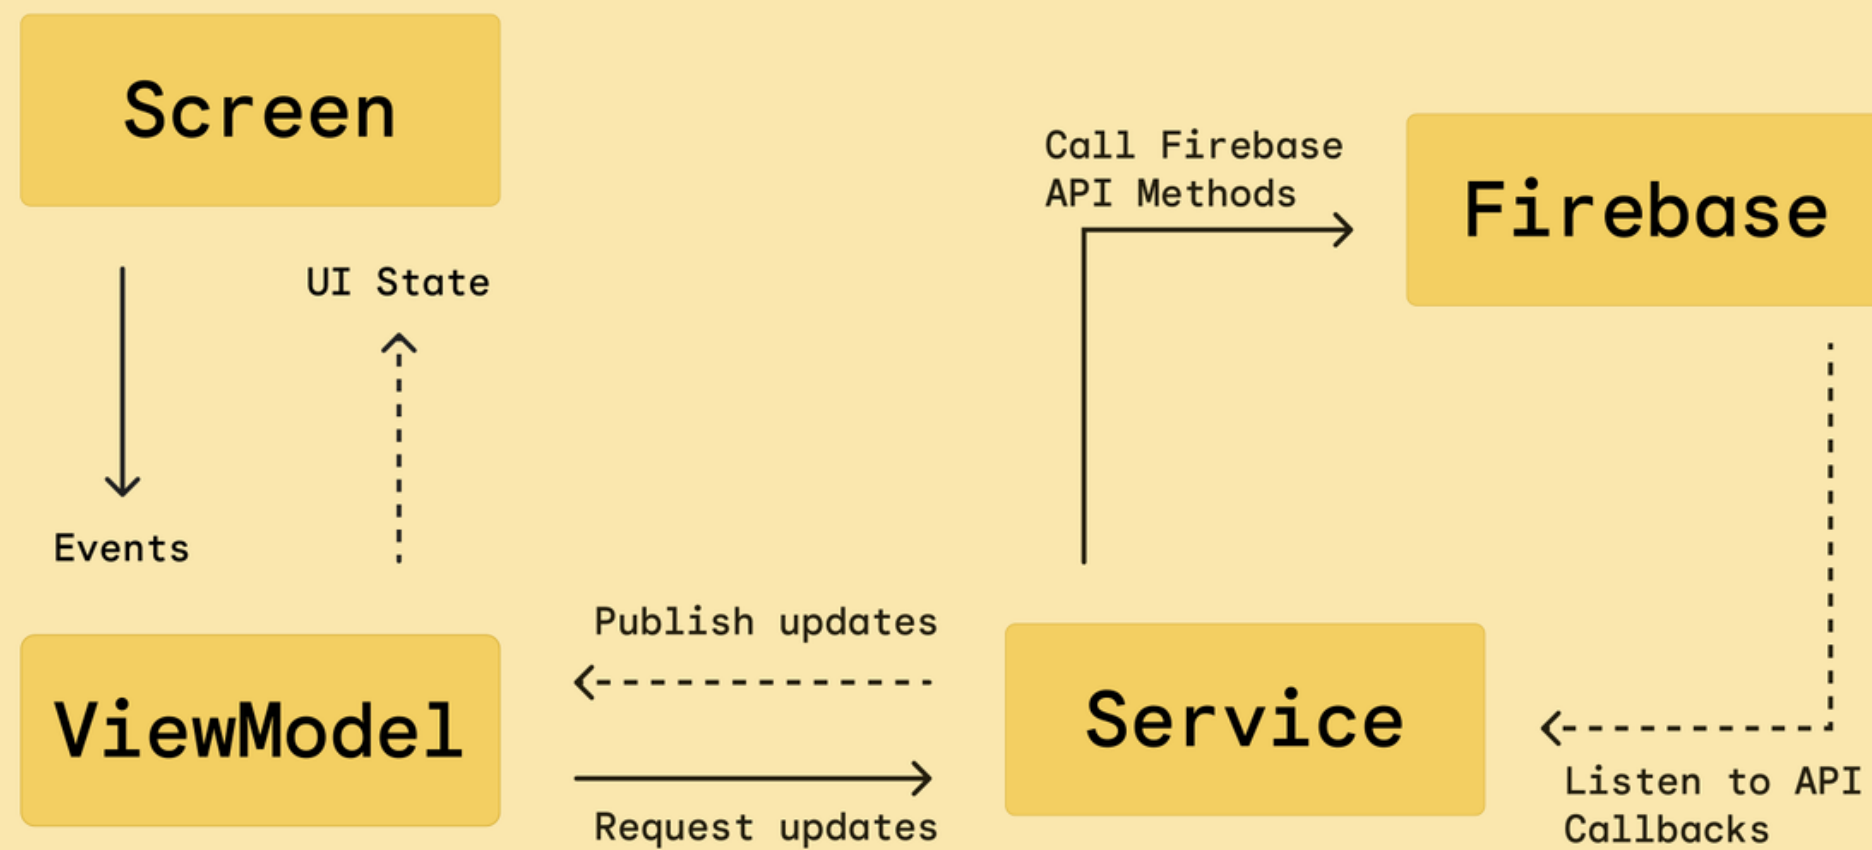 Screen
Call Firebase
API Methods
Firebase
UI State
Events
Publish updates
ViewModel
Service
Request updates
Listen to API
Callbacks